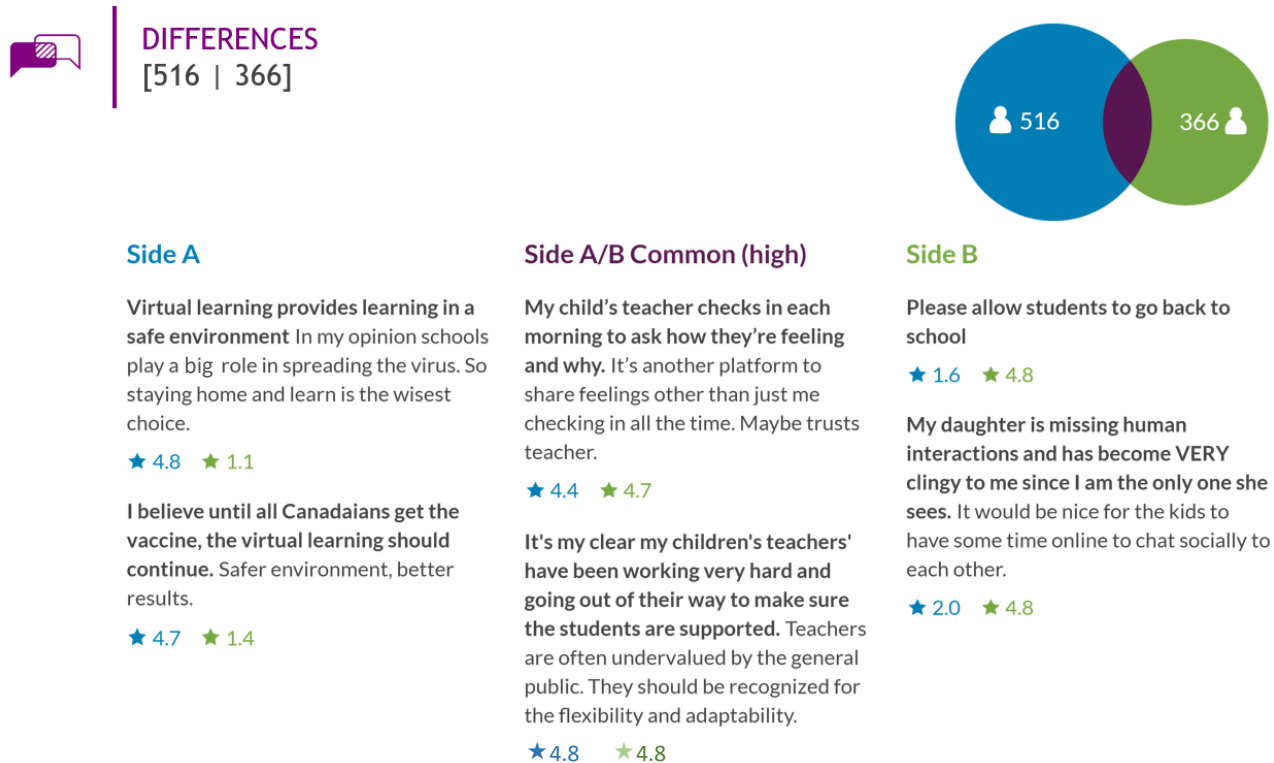 DIFFERENCES
[515 | 366]
516
366
Side A
Virtual learning provides learning in a
safe environment In my opinion schools
play a big role in spreading the virus. So
staying home and learn is the wisest
choice.
★ 4.8 ★ 1.1
I believe until all Canadaians get the
vaccine, the virtual learning should
continue. Safer environment, better
results.
★ 4.7 ★ 1.4
Side A/B Common (high)
My child’s teacher checks in each
morning to ask how they’re feeling
and why. It’s another platform to
share feelings other than just me
checking in all the time. Maybe trusts
teacher.
★ 4.4 ★ 4.7
It's my clear my children's teachers'
have been working very hard and
going out of their way to make sure
the students are supported. Teachers
are often undervalued by the general
public. They should be recognized for
the flexibility and adaptability.
★4.8 ★4.8
Side B
Please allow students to go back to
school
★ 1.6 ★ 4.8
My daughter is missing human
interactions and has become VERY
clingy to me since I am the only one she
sees. It would be nice for the kids to
have some time online to chat socially to
each other.
★ 2.0 ★ 4.8